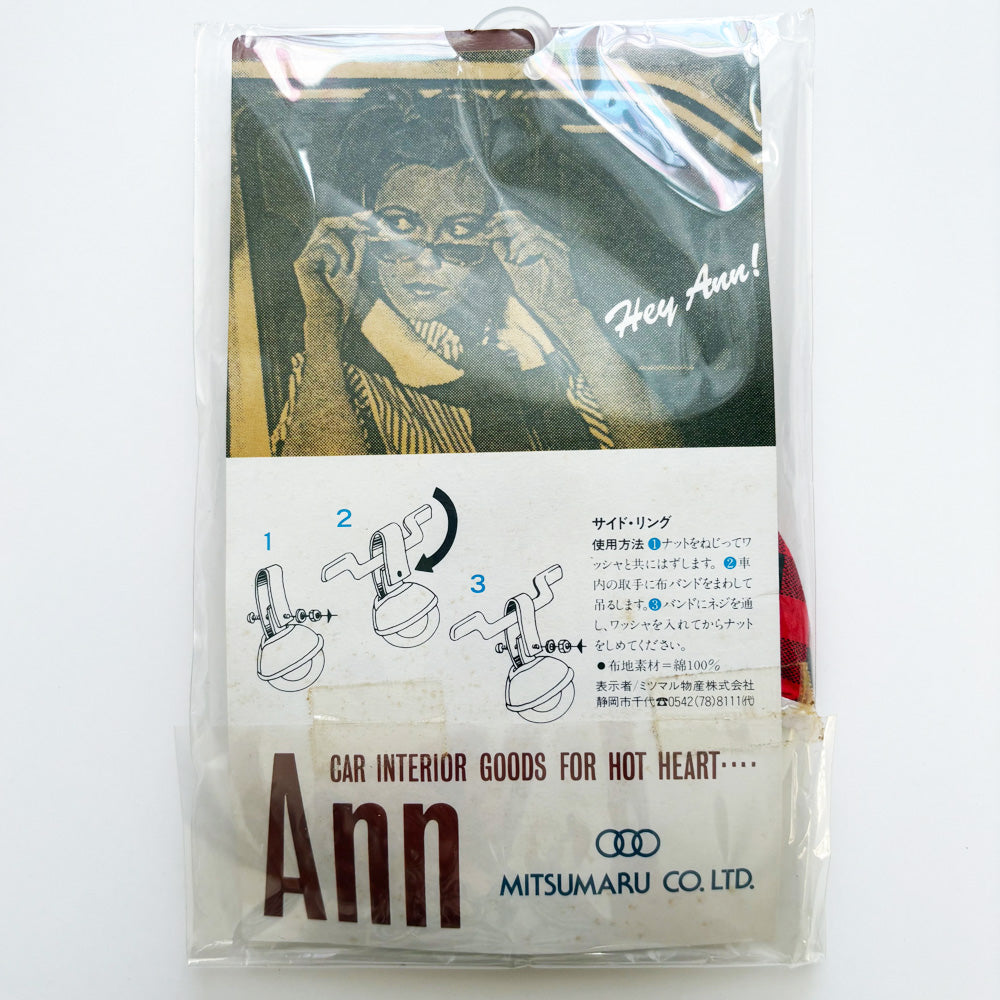 Hey Ann!
1
2
3
サイド・リング
使用方法 ❶ナットをねじってワ
ッシャと共にはずします。 ❷車
内の取手に布バンドをまわして
吊るします。❸バンドにネジを通
し、ワッシャを入れてからナット
をしめてください。
●布地素材＝綿100％
表示者/ミツマル物産株式会社
静岡市千代☎0542(78)8111㈹
CAR INTERIOR GOODS FOR HOT HEART····
Ann
MITSUMARU CO. LTD.